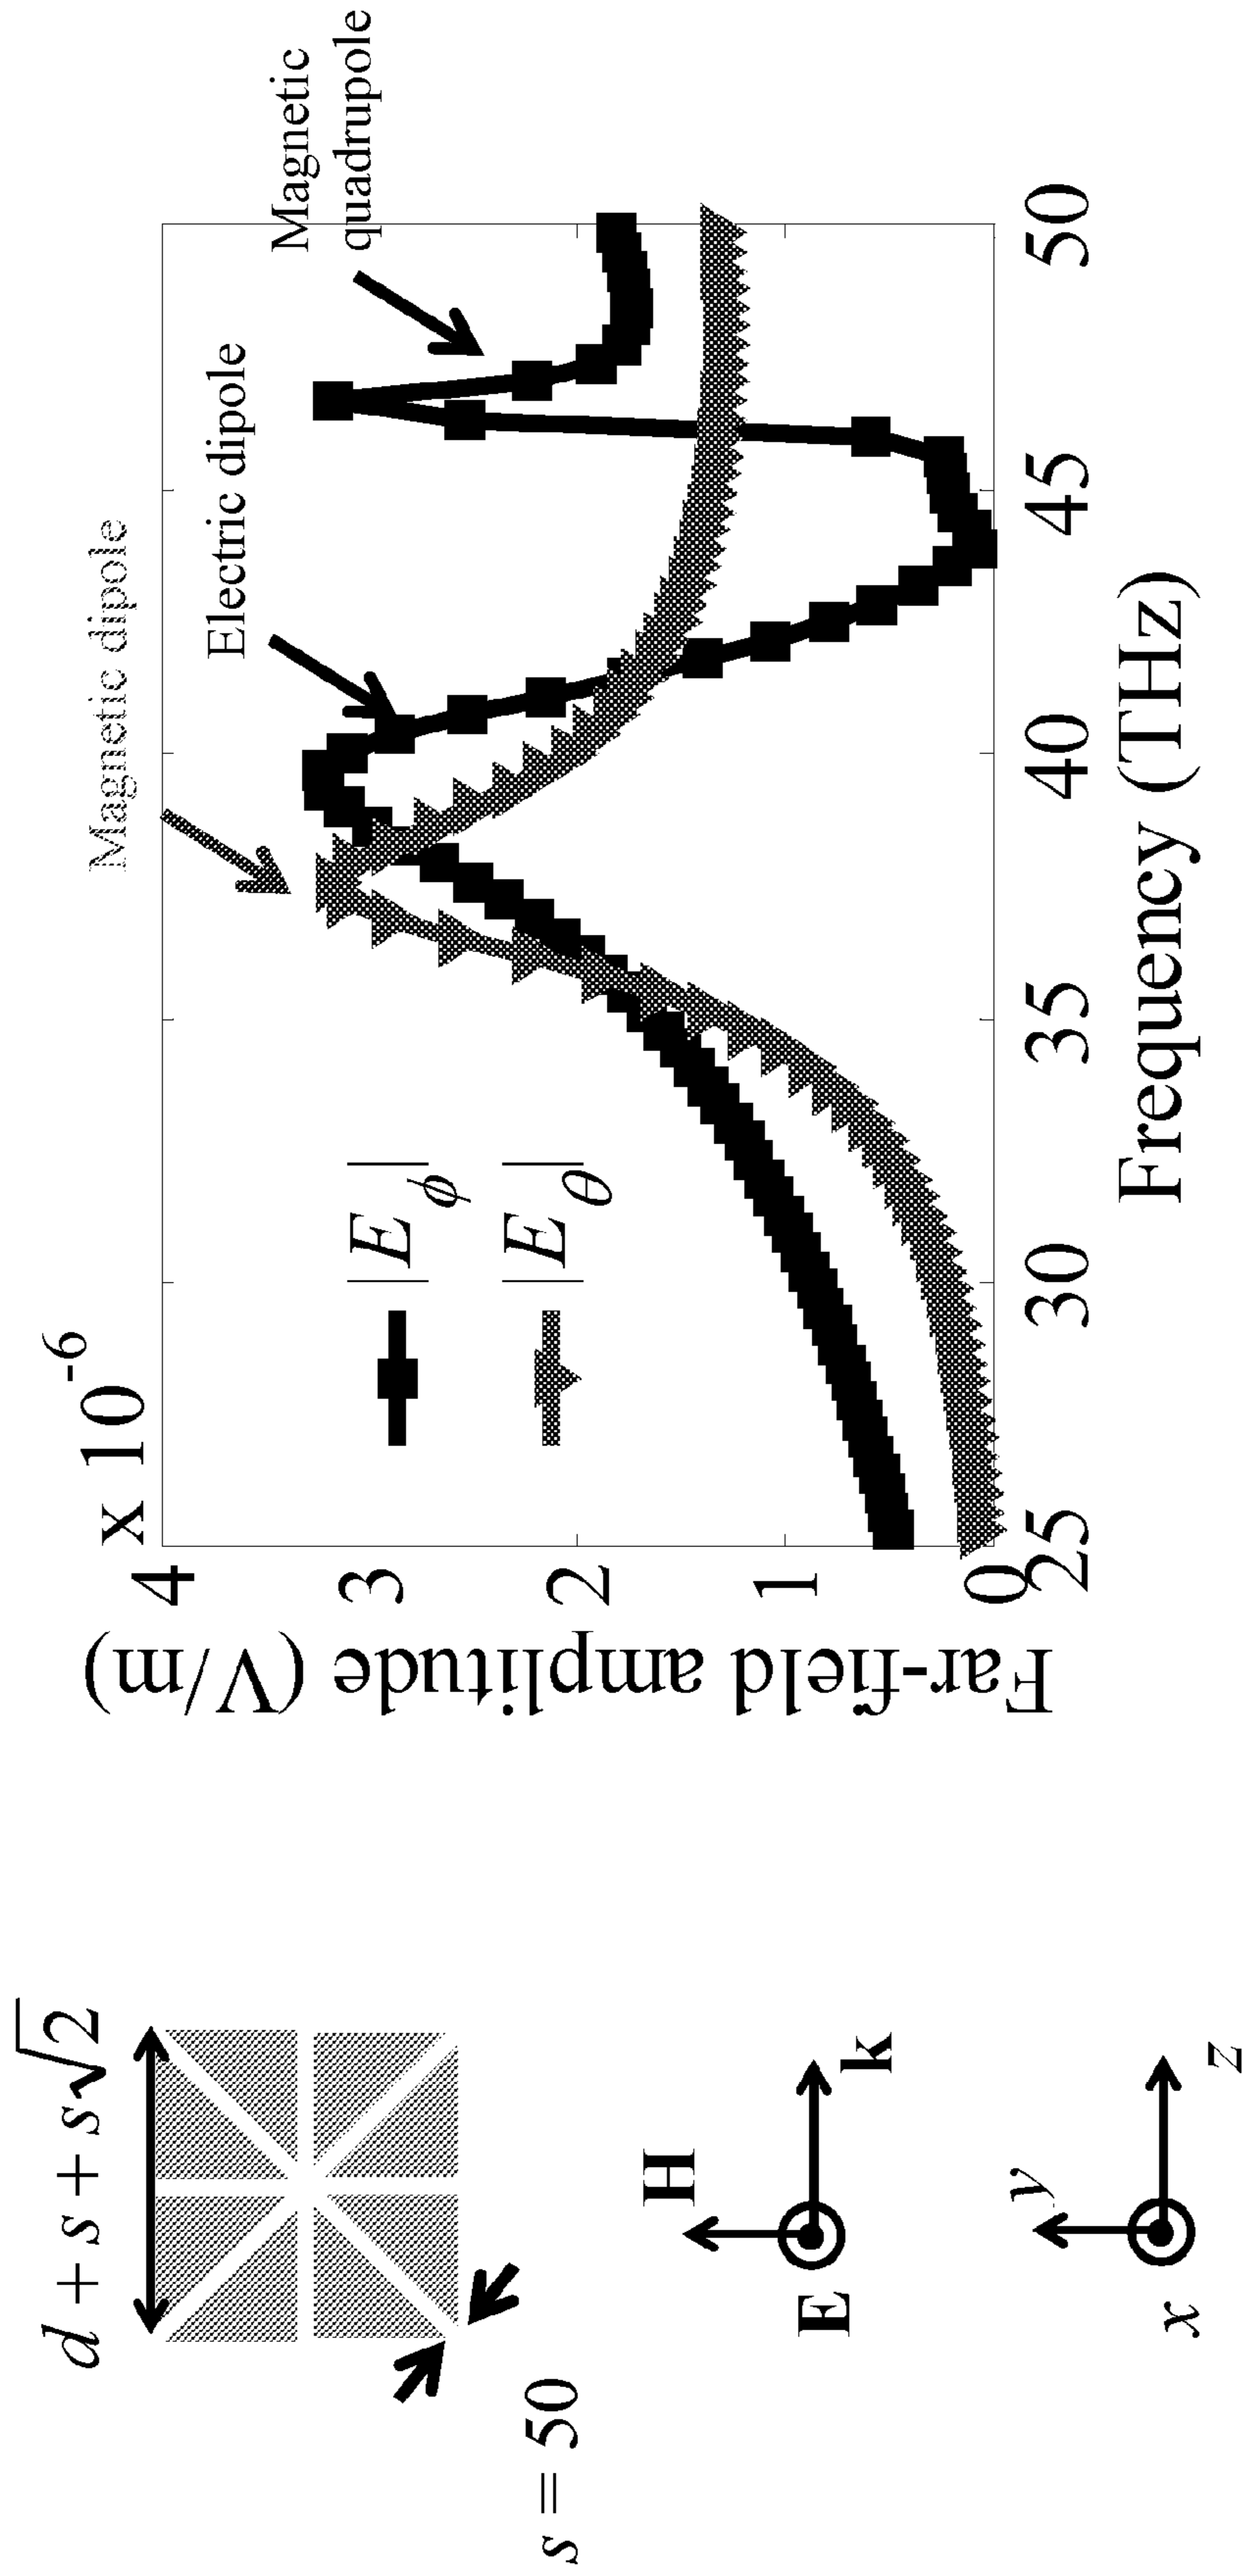 d + s + s√2
s = 50
H
E
k
y
x
z
x 10^-6
Far-field amplitude (V/m)
4
3
2
1
0
|E_ϕ|
|E_θ|
Magnetic dipole
Electric dipole
Magnetic
quadrupole
25
30
35
40
45
50
Frequency (THz)